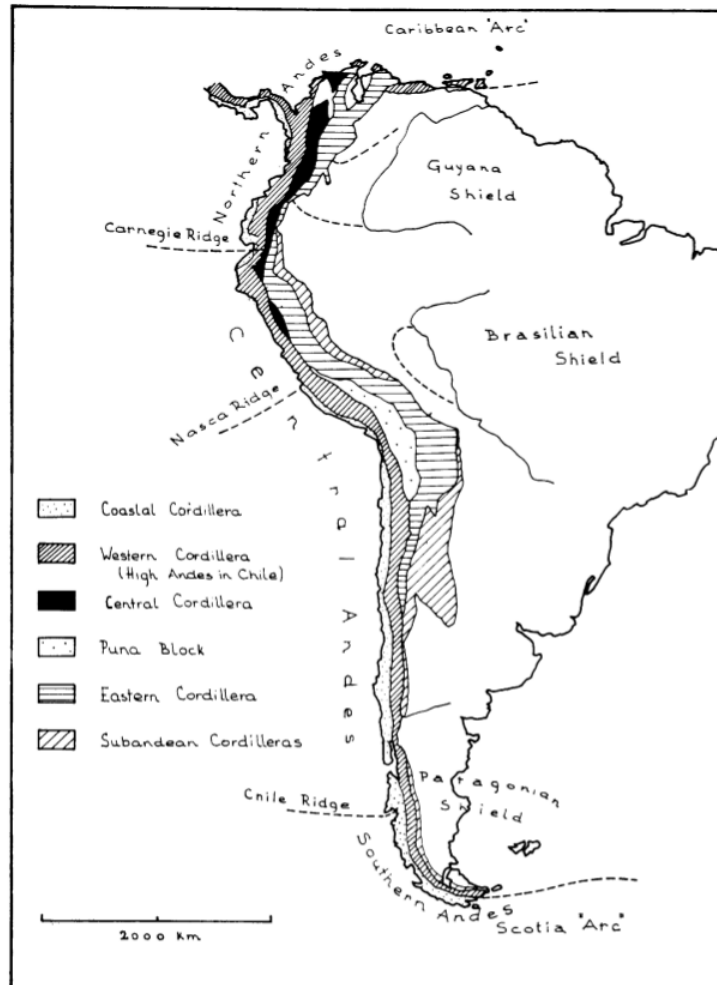 Caribbean "Arc"
Northern Andes
Guyana
Shield
Carnegie Ridge
Brasilian
Shield
Nasca Ridge
Central Andes
Coastal Cordillera
Western Cordillera
(High Andes in Chile)
Central Cordillera
Puna Block
Eastern Cordillera
Subandean Cordilleras
Patagonian
Shield
Chile Ridge
Southern Andes
Scotia "Arc"
2000 km